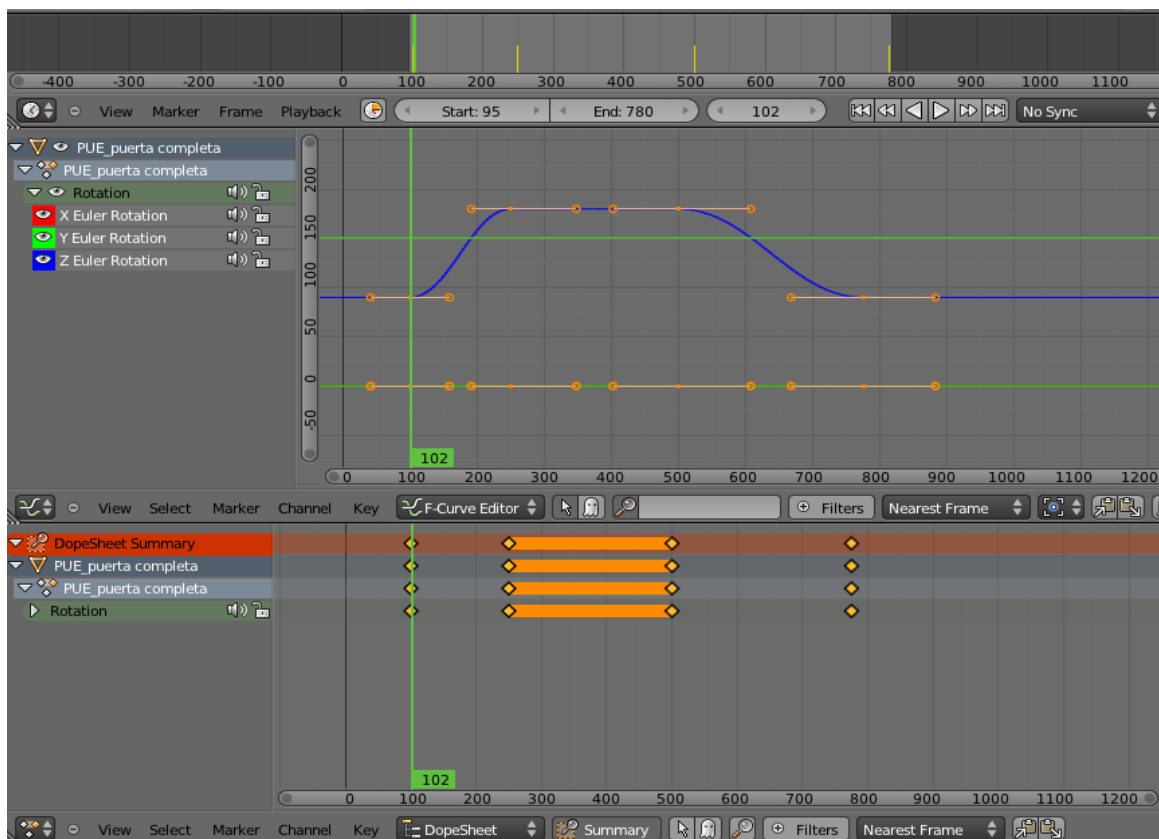 -400 -300 -200 -100 0 100 200 300 400 500 600 700 800 900 1000 1100
View Marker Frame Playback Start: 95 End: 780 102 No Sync
PUE_puerta completa
PUE_puerta completa
Rotation
X Euler Rotation
Y Euler Rotation
Z Euler Rotation
200
150
100
50
0
-50
102
0 100 200 300 400 500 600 700 800 900 1000 1100 1200
View Select Marker Channel Key F-Curve Editor Filters Nearest Frame
DopeSheet Summary
PUE_puerta completa
PUE_puerta completa
Rotation
102
0 100 200 300 400 500 600 700 800 900 1000 1100 1200
View Select Marker Channel Key DopeSheet Summary Filters Nearest Frame